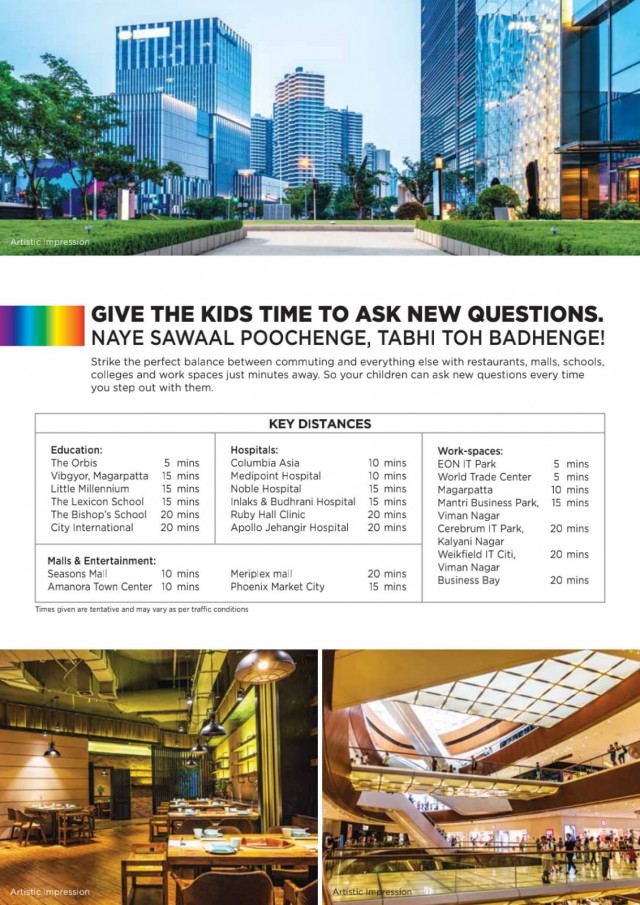 Artistic Impression
GIVE THE KIDS TIME TO ASK NEW QUESTIONS.
NAYE SAWAAL POOCHENGE, TABHI TOH BADHENGE!
Strike the perfect balance between commuting and everything else with restaurants, malls, schools,
colleges and work spaces just minutes away. So your children can ask new questions every time
you step out with them.
KEY DISTANCES
Education:
The Orbis 5 mins
Vibgyor, Magarpatta 15 mins
Little Millennium 15 mins
The Lexicon School 15 mins
The Bishop's School 20 mins
City International 20 mins
Hospitals:
Columbia Asia 10 mins
Medipoint Hospital 10 mins
Noble Hospital 15 mins
Inlaks & Budhrani Hospital 15 mins
Ruby Hall Clinic 20 mins
Apollo Jehangir Hospital 20 mins
Work-spaces:
EON IT Park 5 mins
World Trade Center 5 mins
Magarpatta 10 mins
Mantri Business Park, 15 mins
Viman Nagar
Cerebrum IT Park, 20 mins
Kalyani Nagar
Weikfield IT Citi, 20 mins
Viman Nagar
Business Bay 20 mins
Malls & Entertainment:
Seasons Mall 10 mins
Amanora Town Center 10 mins
Meriplex mall 20 mins
Phoenix Market City 15 mins
Times given are tentative and may vary as per traffic conditions
Artistic Impression
Artistic Impression